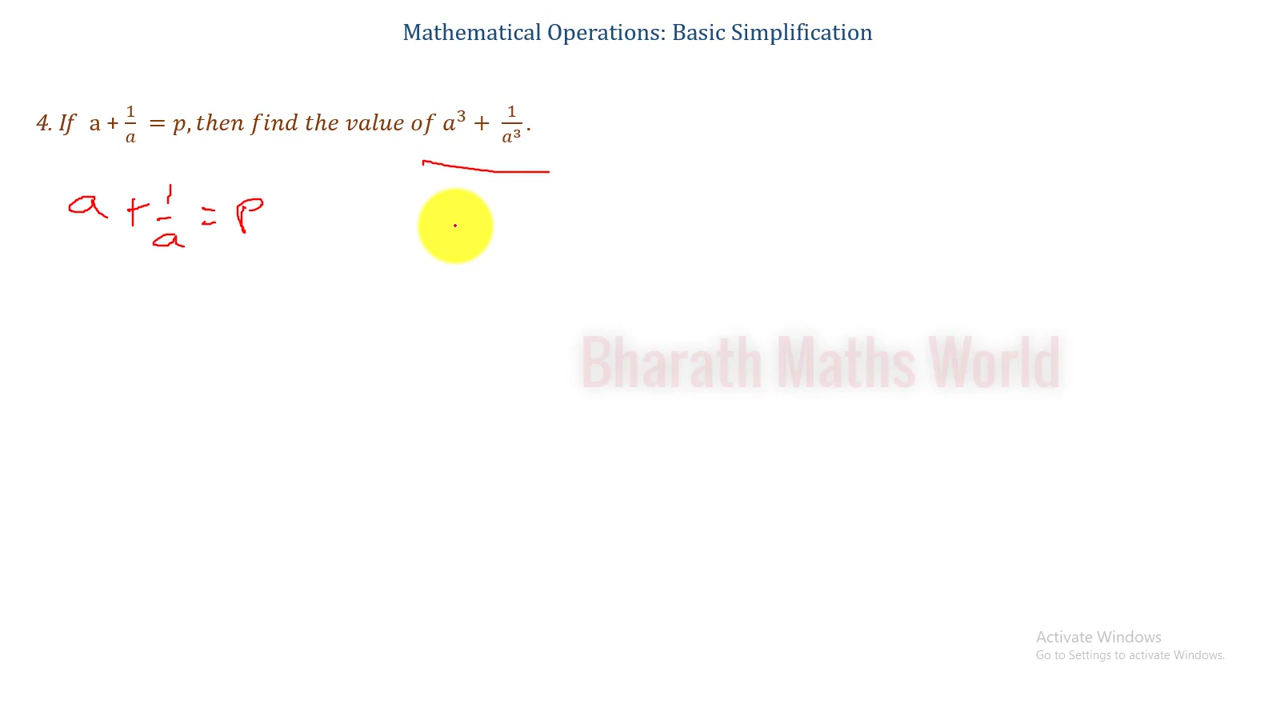 Mathematical Operations: Basic Simplification
4. If a + 1/a = p, then find the value of a³ + 1/a³.
a + 1/a = p
Bharath Maths World
Activate Windows
Go to Settings to activate Windows.